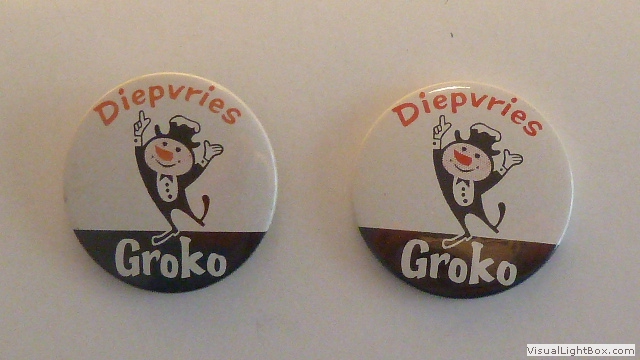 Diepvries
Groko
Diepvries
Groko
VisualLightBox.com